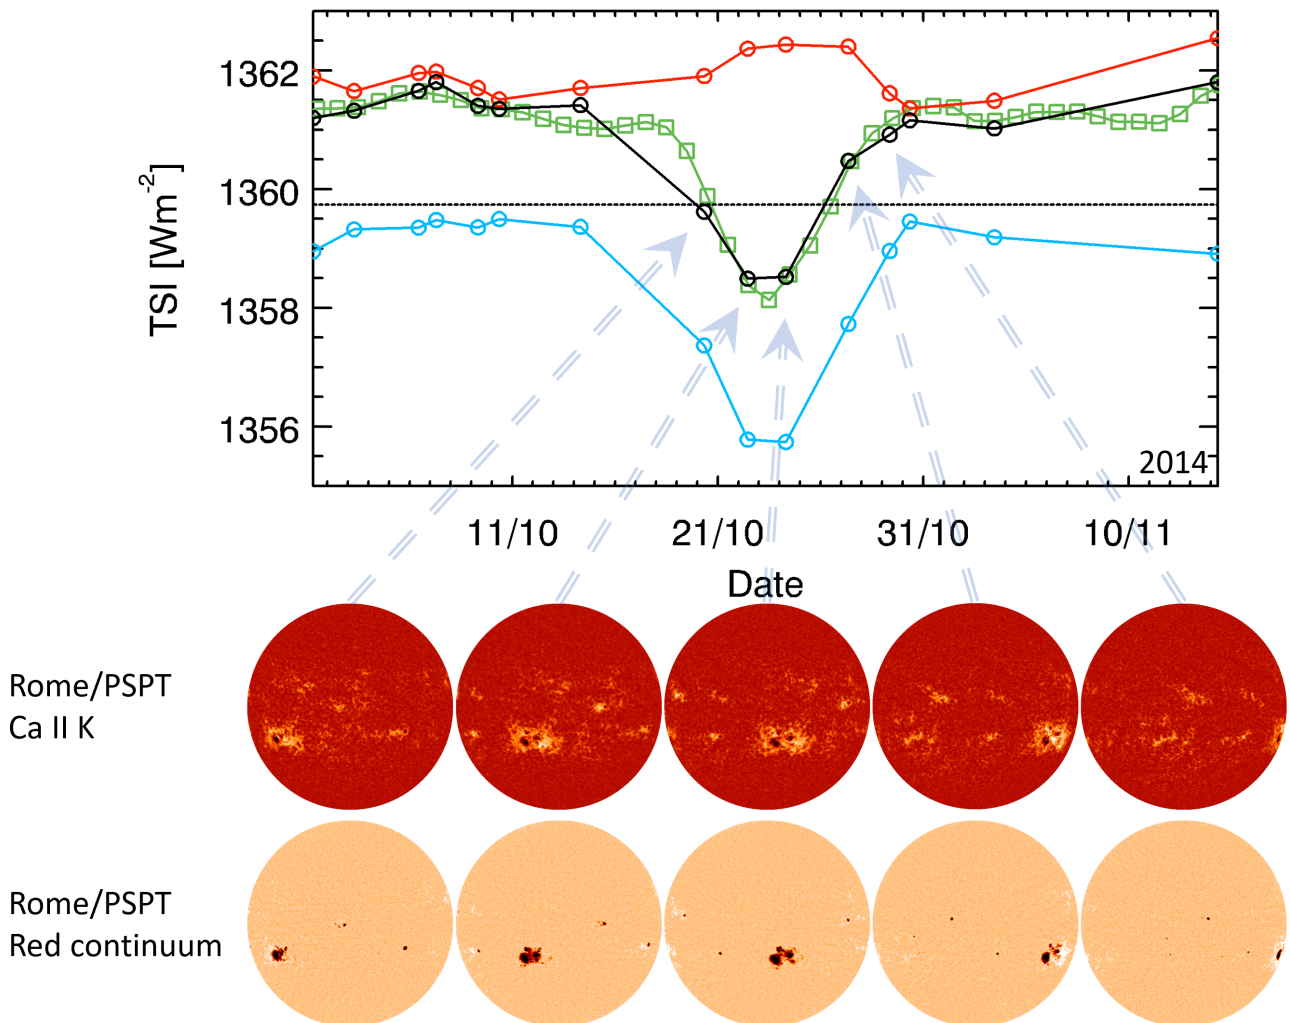 1362
1360
1358
1356
TSI [Wm⁻²]
2014
11/10 21/10 31/10 10/11
Date
Rome/PSPT
Ca II K
Rome/PSPT
Red continuum